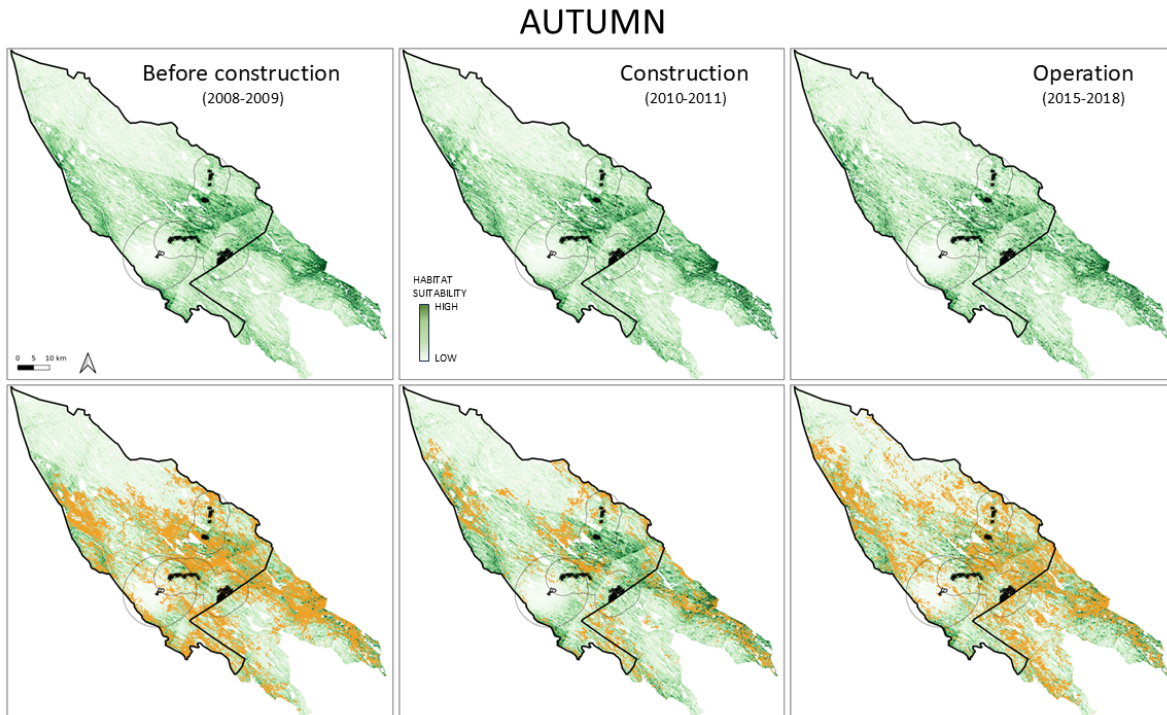 AUTUMN
Before construction
(2008-2009)
Construction
(2010-2011)
Operation
(2015-2018)
HABITAT
SUITABILITY
HIGH
LOW
0 5 10 km